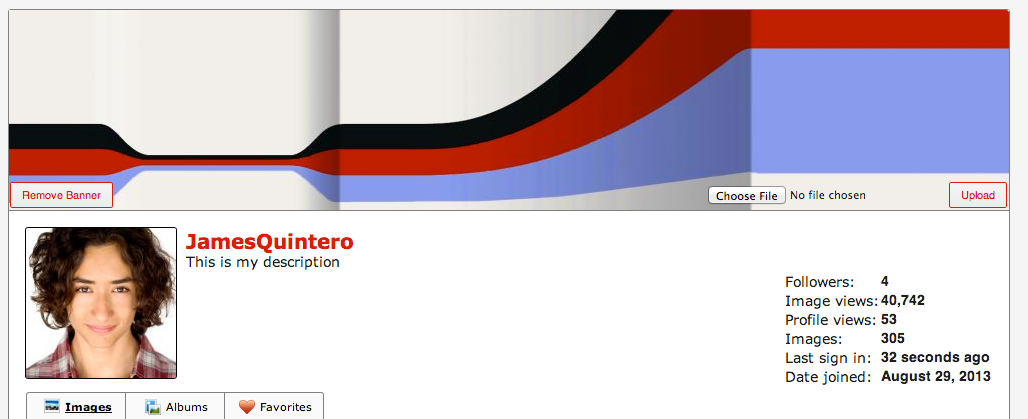 Remove Banner
Choose File No file chosen
Upload
JamesQuintero
This is my description
Followers: 4
Image views: 40,742
Profile views: 53
Images: 305
Last sign in: 32 seconds ago
Date joined: August 29, 2013
Images
Albums
Favorites